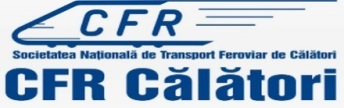 CFR
Societatea Națională de Transport Feroviar de Călători
CFR Călători